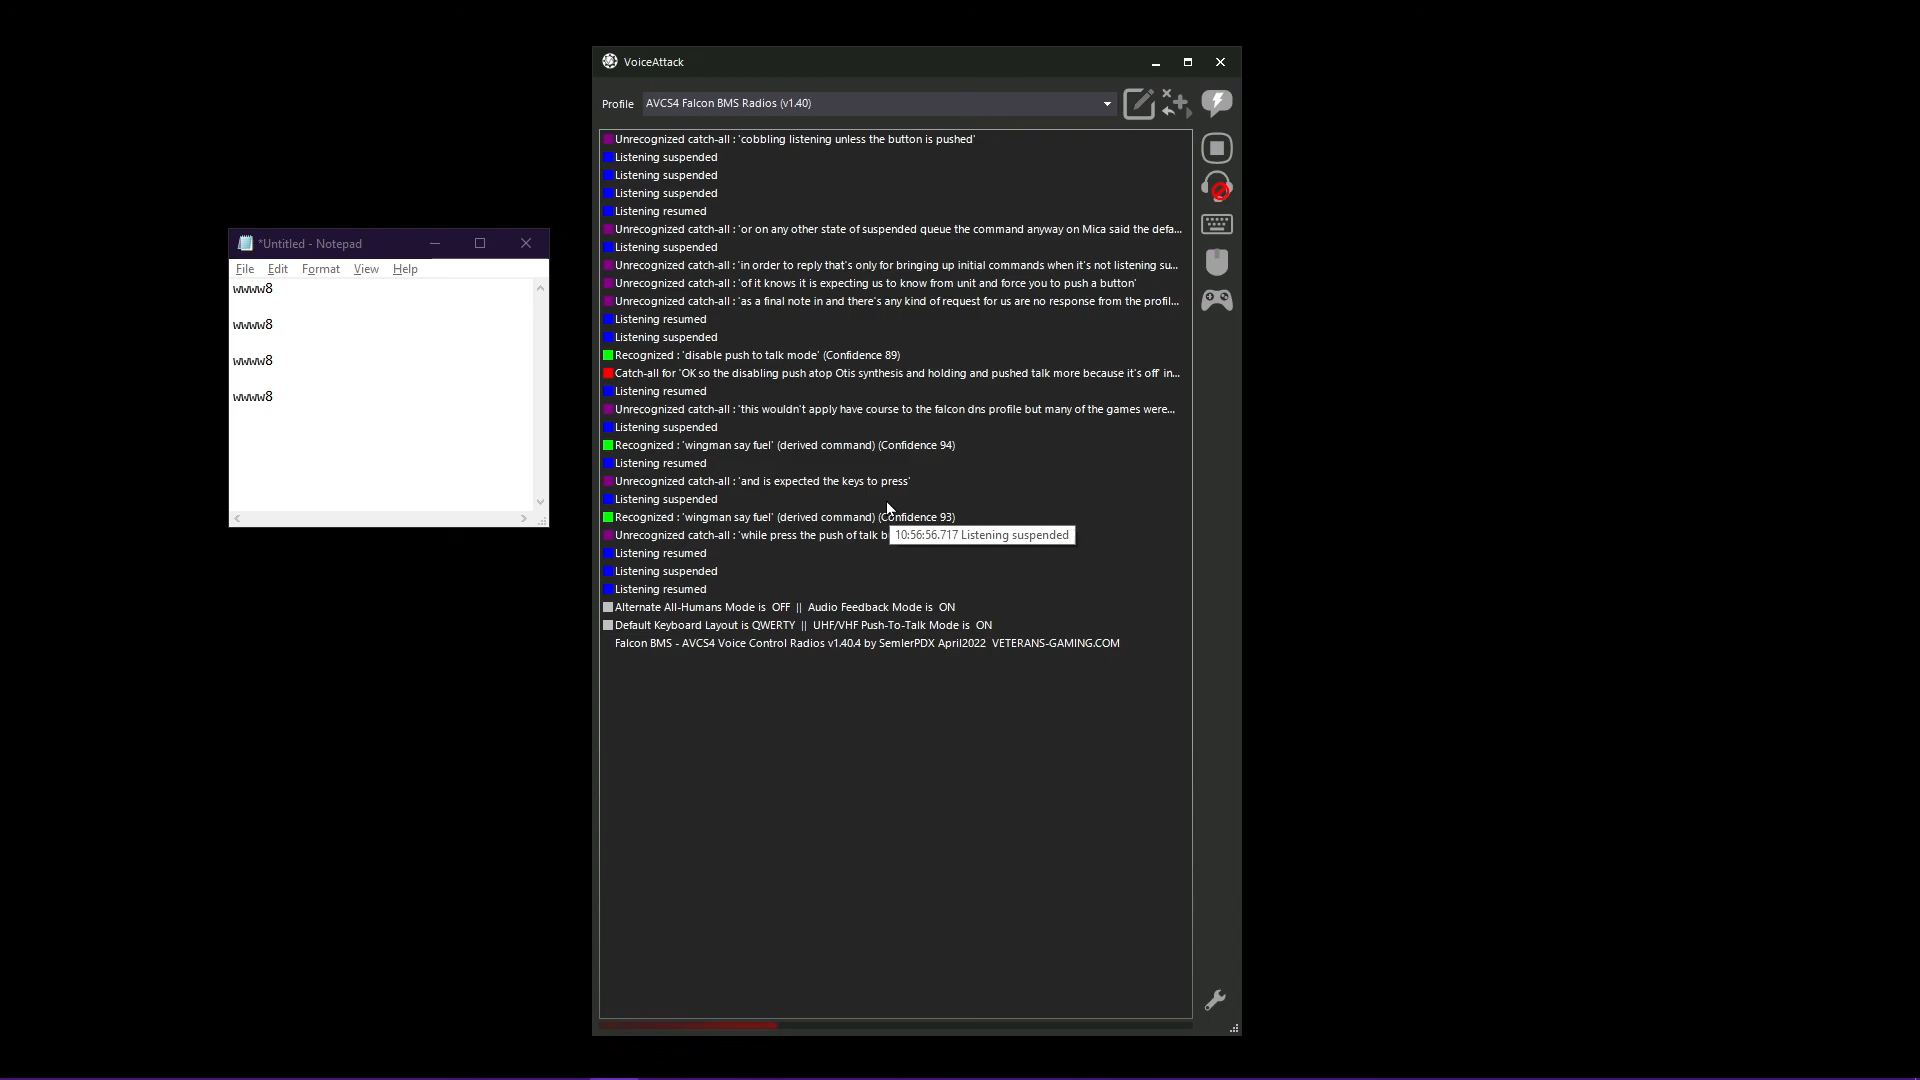 VoiceAttack
Profile AVCS4 Falcon BMS Radios (v1.40)
Unrecognized catch-all : 'cobbling listening unless the button is pushed'
Listening suspended
Listening suspended
Listening suspended
Listening resumed
Unrecognized catch-all : 'or on any other state of suspended queue the command anyway on Mica said the defa...
Listening suspended
Unrecognized catch-all : 'in order to reply that's only for bringing up initial commands when it's not listening su...
Unrecognized catch-all : 'of it knows it is expecting us to know from unit and force you to push a button'
Unrecognized catch-all : 'as a final note in and there's any kind of request for us are no response from the profil...
Listening resumed
Listening suspended
Recognized : 'disable push to talk mode' (Confidence 89)
Catch-all for 'OK so the disabling push atop Otis synthesis and holding and pushed talk more because it's off' in...
Listening resumed
Unrecognized catch-all : 'this wouldn't apply have course to the falcon dns profile but many of the games were...
Listening suspended
Recognized : 'wingman say fuel' (derived command) (Confidence 94)
Listening resumed
Unrecognized catch-all : 'and is expected the keys to press'
Listening suspended
Recognized : 'wingman say fuel' (derived command) (Confidence 93)
Unrecognized catch-all : 'while press the push of talk b
10:56:56.717 Listening suspended
Listening resumed
Listening suspended
Listening resumed
Alternate All-Humans Mode is OFF || Audio Feedback Mode is ON
Default Keyboard Layout is QWERTY || UHF/VHF Push-To-Talk Mode is ON
Falcon BMS - AVCS4 Voice Control Radios v1.40.4 by SemlerPDX April2022 VETERANS-GAMING.COM
*Untitled - Notepad
File Edit Format View Help
wwww8
wwww8
wwww8
wwww8